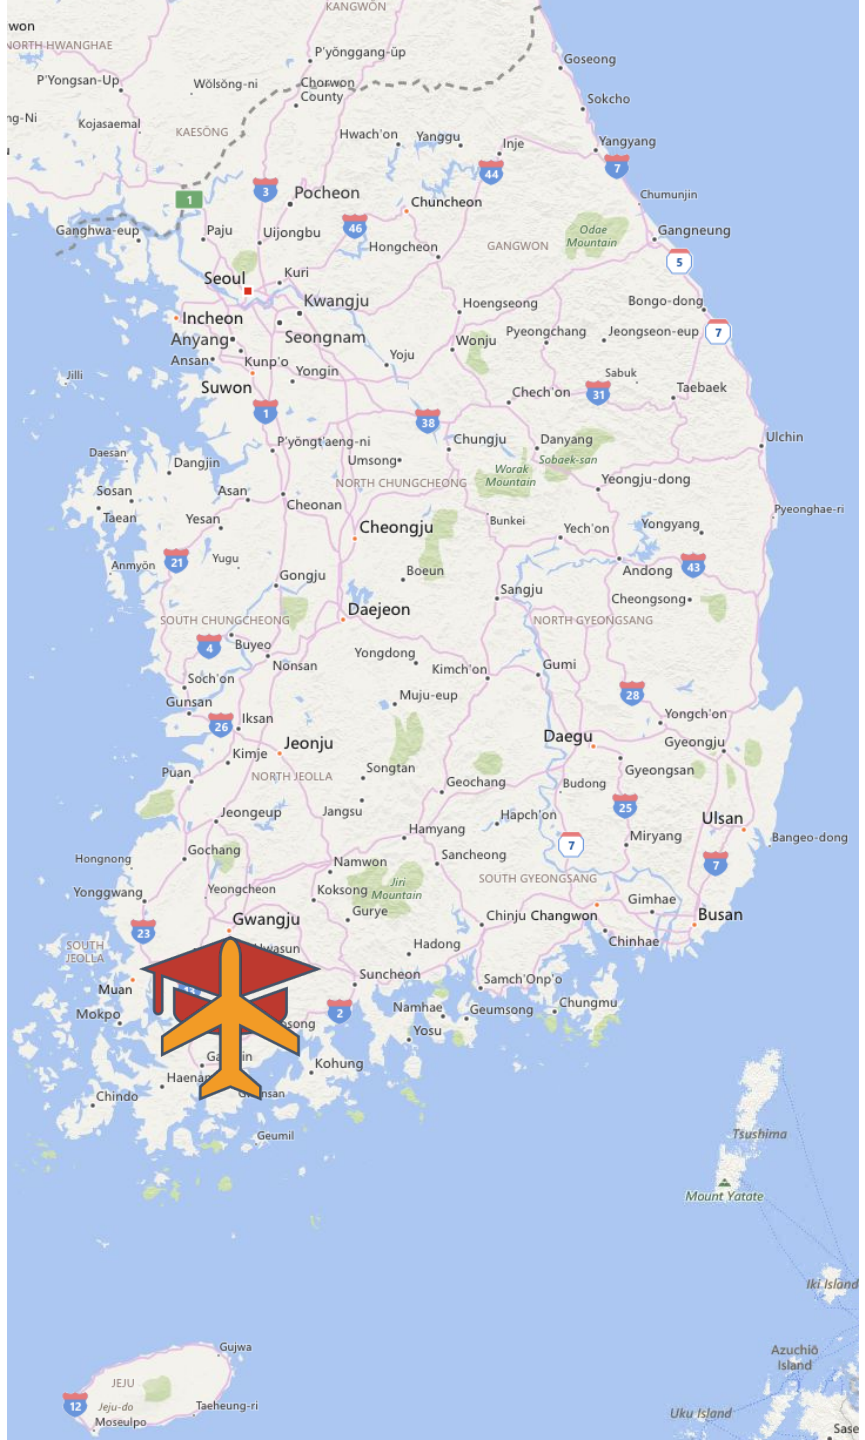 KANGWŎN
won
NORTH HWANGHAE
P'yŏnggang-ŭp
Goseong
P'Yongsan-Up
Wŏlsŏng-ni
Chorwon
County
Sokcho
ng-Ni
Kojasaemal
KAESŎNG
Hwach'on
Yanggu
Inje
Yangyang
44
7
3
Pocheon
1
Chuncheon
Chumunjin
Ganghwa-eup
Paju
Uijongbu
46
Hongcheon
GANGWON
Odae
Mountain
Gangneung
5
Seoul
Kuri
Kwangju
Hoengseong
Bongo-dong
Incheon
Seongnam
Anyang
Wonju
Pyeongchang
Jeongseon-eup
7
Ansan
Kunp'o
Yoju
Jilli
Yongin
Sabuk
Suwon
Taebaek
Chech'on
31
1
38
P'yŏngt'aeng-ni
Chungju
Danyang
Ulchin
Daesan
Dangjin
Umsong
Worak
Mountain
Sobaek-san
Yeongju-dong
NORTH CHUNGCHEONG
Sosan
Asan
Cheonan
Taean
Yesan
Cheongju
Bunkei
Yech'on
Yongyang
Pyeonghae-ri
21
Yugu
Anmyŏn
Gongju
Boeun
Andong
43
Sangju
Cheongsong
Daejeon
SOUTH CHUNGCHEONG
NORTH GYEONGSANG
4
Buyeo
Yongdong
Nonsan
Kimch'on
Gumi
Soch'on
28
Gunsan
Muju-eup
26
Iksan
Yongch'on
Jeonju
Daegu
Gyeongju
Kimje
Puan
NORTH JEOLLA
Songtan
Gyeongsan
Geochang
Budong
Jangsu
25
Jeongeup
Hapch'on
Ulsan
Hamyang
Miryang
Bangeo-dong
7
Hongnong
Gochang
Namwon
Sancheong
7
Yonggwang
Yeongcheon
Koksong
Jiri
Mountain
SOUTH GYEONGSANG
Gimhae
Gurye
Gwangju
Chinju
Changwon
Busan
23
SOUTH
JEOLLA
Hwasun
Hadong
Chinhae
Muan
13
Suncheon
Samch'Onp'o
Mokpo
2
Namhae
Geumsong
Chungmu
osong
Yosu
Kohung
Haenam
Chindo
Geumil
Tsushima
Mount Yatate
Iki Island
Gujwa
Azuchiō
Island
JEJU
12
Jeju-do
Taeheung-ri
Moseulpo
Uku Island
Sase